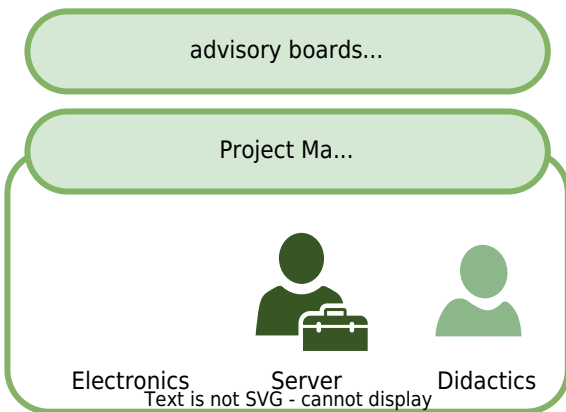 advisory boards...
Project Ma...
Electronics Server Didactics
Text is not SVG - cannot display